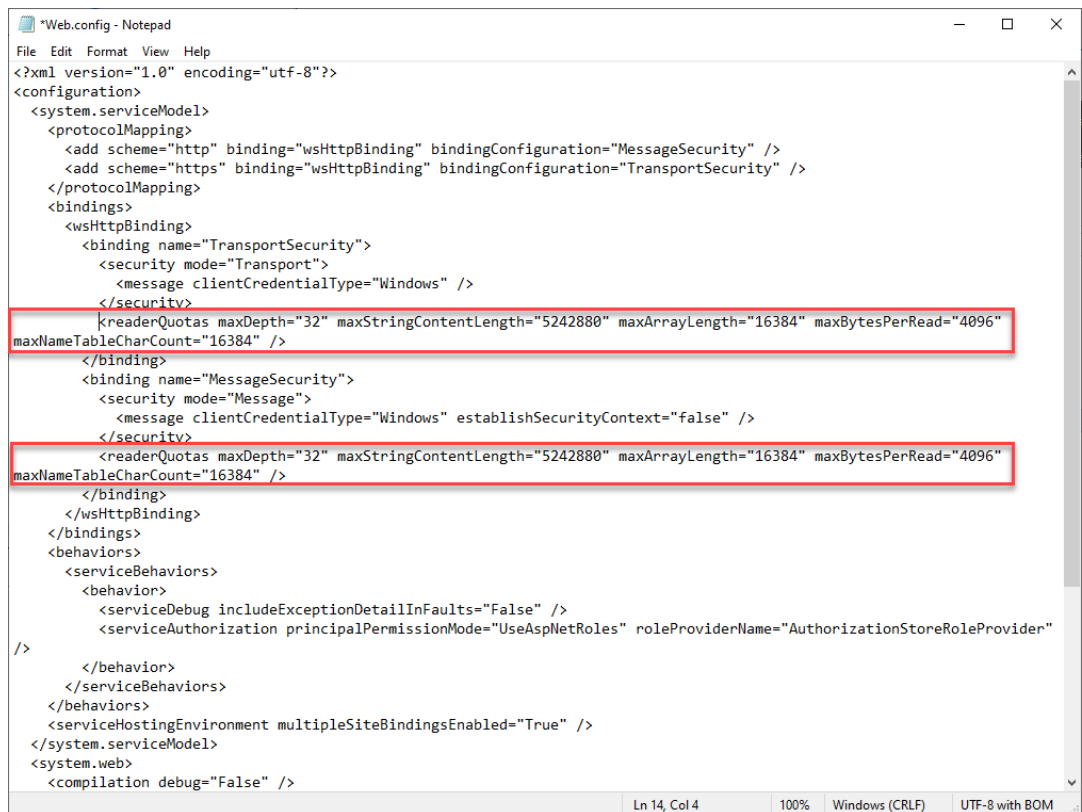 *Web.config - Notepad
File Edit Format View Help
<?xml version="1.0" encoding="utf-8"?>
<configuration>
  <system.serviceModel>
    <protocolMapping>
      <add scheme="http" binding="wsHttpBinding" bindingConfiguration="MessageSecurity" />
      <add scheme="https" binding="wsHttpBinding" bindingConfiguration="TransportSecurity" />
    </protocolMapping>
    <bindings>
      <wsHttpBinding>
        <binding name="TransportSecurity">
          <security mode="Transport">
            <message clientCredentialType="Windows" />
          </security>
          <readerQuotas maxDepth="32" maxStringContentLength="5242880" maxArrayLength="16384" maxBytesPerRead="4096"
maxNameTableCharCount="16384" />
        </binding>
        <binding name="MessageSecurity">
          <security mode="Message">
            <message clientCredentialType="Windows" establishSecurityContext="false" />
          </security>
          <readerQuotas maxDepth="32" maxStringContentLength="5242880" maxArrayLength="16384" maxBytesPerRead="4096"
maxNameTableCharCount="16384" />
        </binding>
      </wsHttpBinding>
    </bindings>
    <behaviors>
      <serviceBehaviors>
        <behavior>
          <serviceDebug includeExceptionDetailInFaults="False" />
          <serviceAuthorization principalPermissionMode="UseAspNetRoles" roleProviderName="AuthorizationStoreRoleProvider"
/>
        </behavior>
      </serviceBehaviors>
    </behaviors>
    <serviceHostingEnvironment multipleSiteBindingsEnabled="True" />
  </system.serviceModel>
  <system.web>
    <compilation debug="False" />
Ln 14, Col 4 100% Windows (CRLF) UTF-8 with BOM